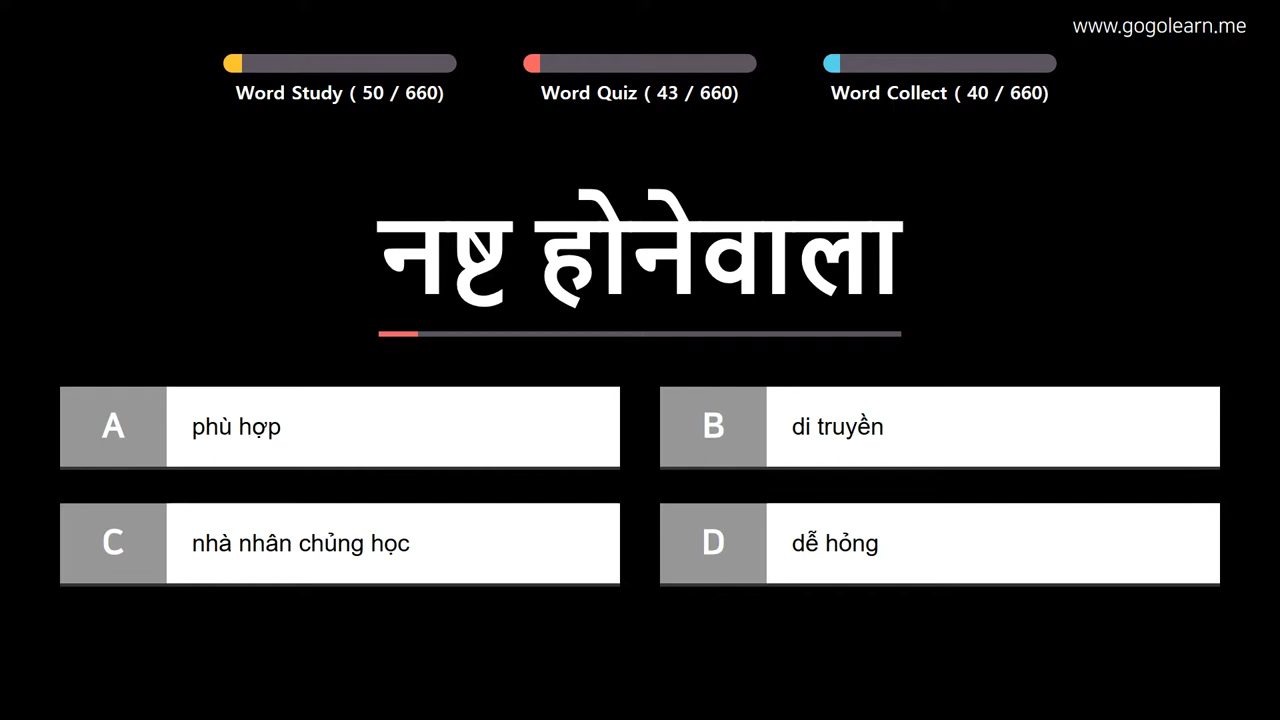 www.gogolearn.me
Word Study ( 50 / 660)
Word Quiz ( 43 / 660)
Word Collect ( 40 / 660)
नष्ट होनेवाला
A
phù hợp
B
di truyền
C
nhà nhân chủng học
D
dễ hỏng